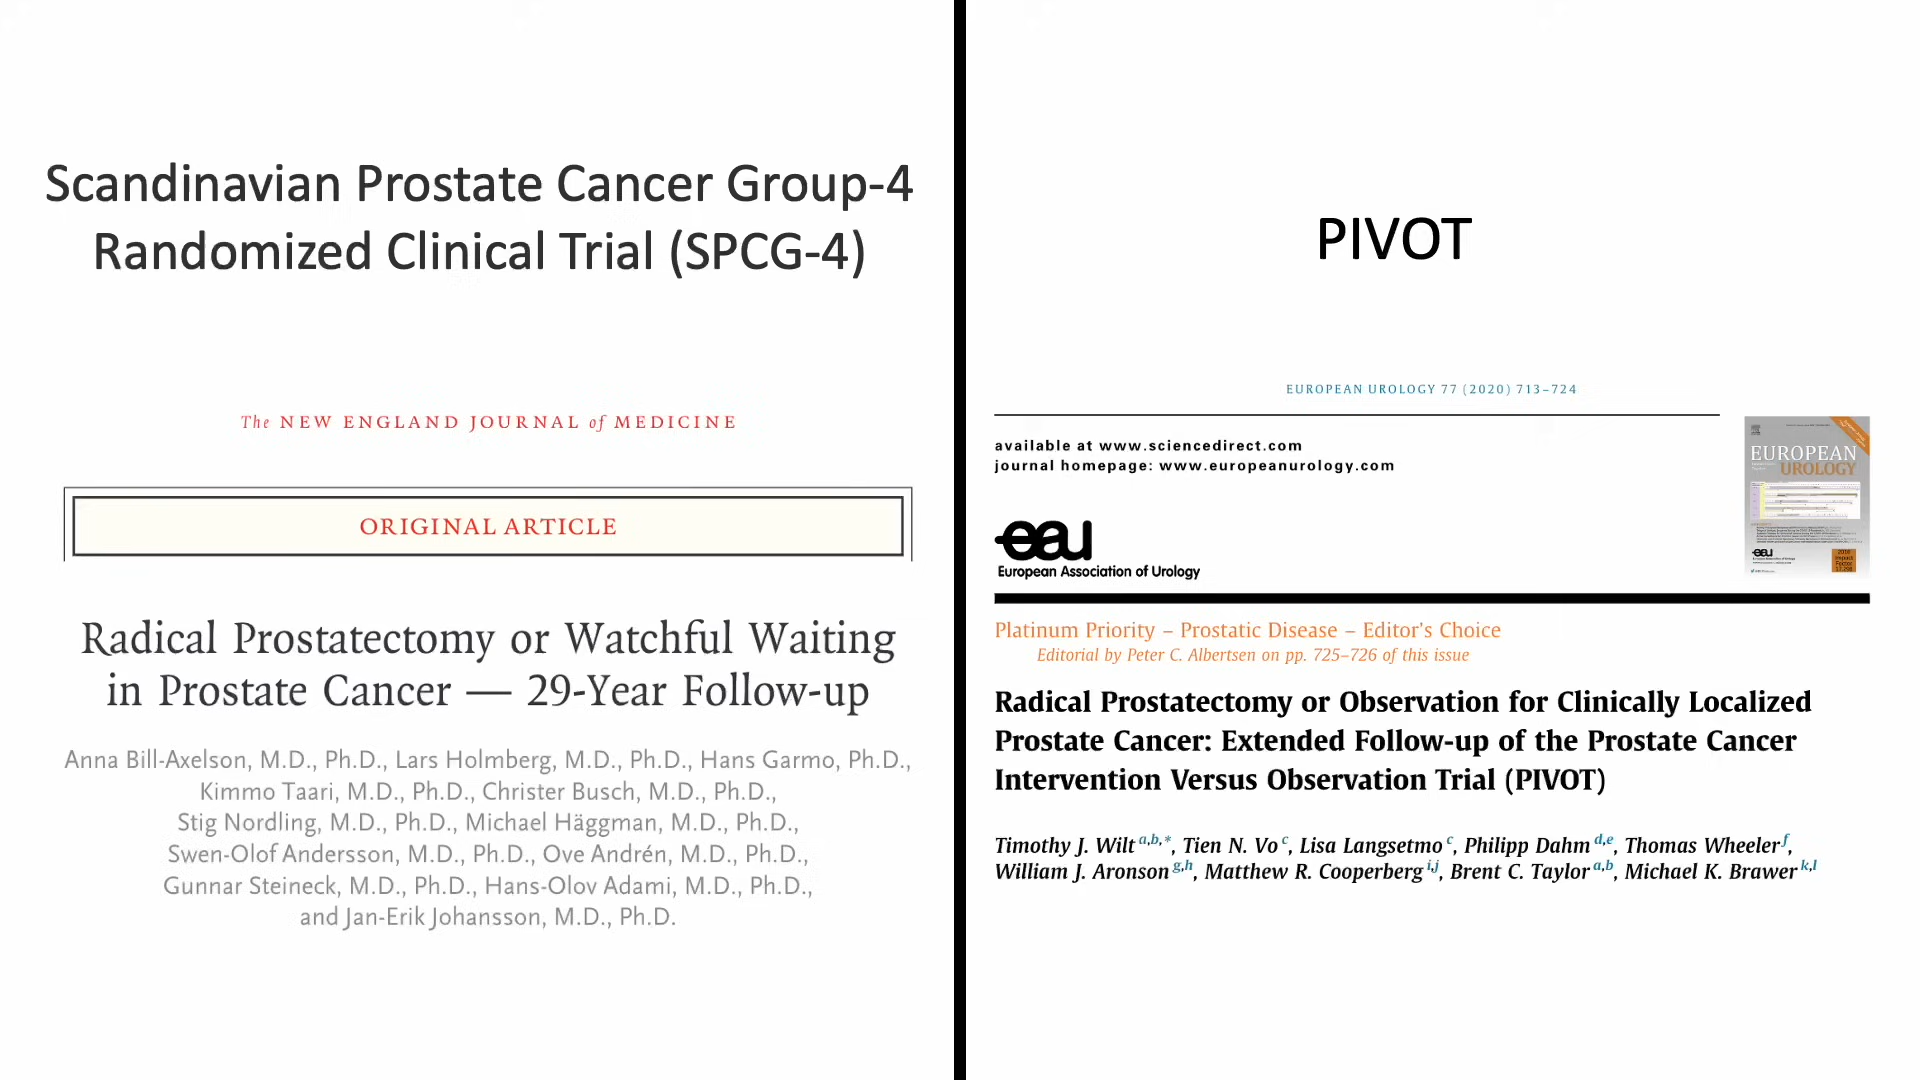 Scandinavian Prostate Cancer Group-4
Randomized Clinical Trial (SPCG-4)
The NEW ENGLAND JOURNAL of MEDICINE
ORIGINAL ARTICLE
Radical Prostatectomy or Watchful Waiting
in Prostate Cancer — 29-Year Follow-up
Anna Bill-Axelson, M.D., Ph.D., Lars Holmberg, M.D., Ph.D., Hans Garmo, Ph.D.,
Kimmo Taari, M.D., Ph.D., Christer Busch, M.D., Ph.D.,
Stig Nordling, M.D., Ph.D., Michael Häggman, M.D., Ph.D.,
Swen-Olof Andersson, M.D., Ph.D., Ove Andrén, M.D., Ph.D.,
Gunnar Steineck, M.D., Ph.D., Hans-Olov Adami, M.D., Ph.D.,
and Jan-Erik Johansson, M.D., Ph.D.
PIVOT
EUROPEAN UROLOGY 77 (2020) 713–724
available at www.sciencedirect.com
journal homepage: www.europeanurology.com
eau
European Association of Urology
EUROPEAN
UROLOGY
eau
Platinum Priority – Prostatic Disease – Editor's Choice
Editorial by Peter C. Albertsen on pp. 725–726 of this issue
Radical Prostatectomy or Observation for Clinically Localized
Prostate Cancer: Extended Follow-up of the Prostate Cancer
Intervention Versus Observation Trial (PIVOT)
Timothy J. Wilt a,b,*, Tien N. Vo c, Lisa Langsetmo c, Philipp Dahm d,e, Thomas Wheeler f,
William J. Aronson g,h, Matthew R. Cooperberg i,j, Brent C. Taylor a,b, Michael K. Brawer k,l